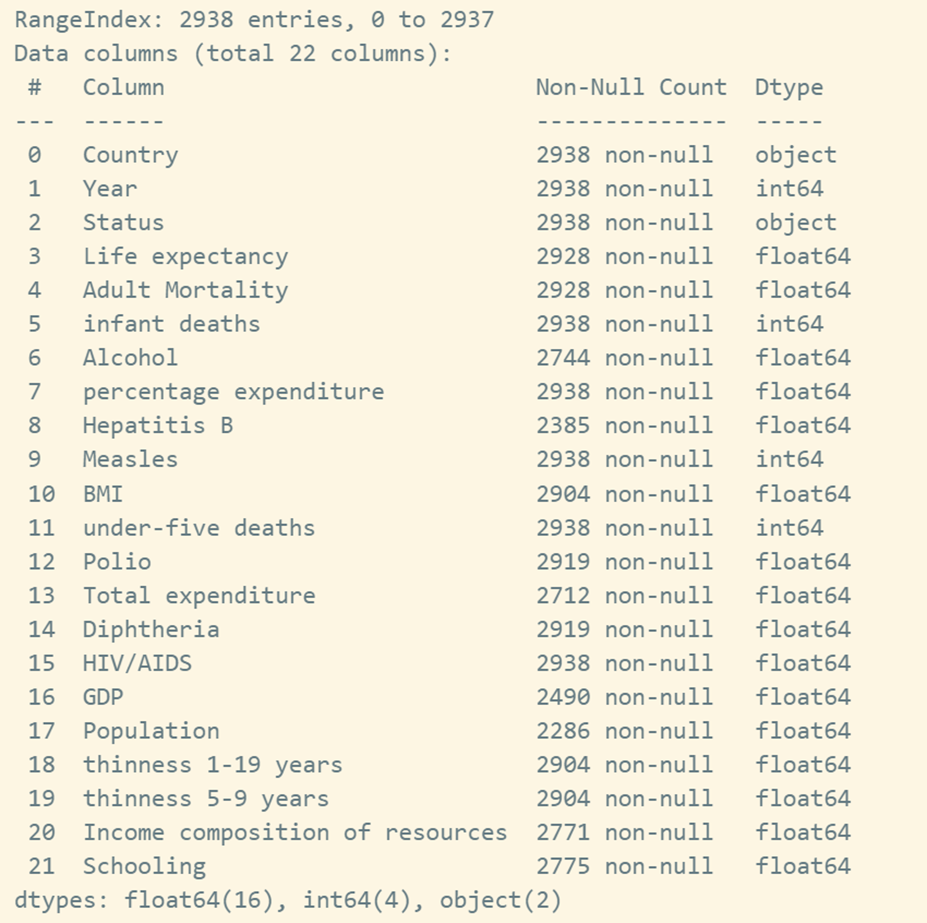 RangeIndex: 2938 entries, 0 to 2937
Data columns (total 22 columns):
 #   Column                           Non-Null Count  Dtype
---  ------                           --------------  -----
 0   Country                          2938 non-null   object
 1   Year                             2938 non-null   int64
 2   Status                           2938 non-null   object
 3   Life expectancy                  2928 non-null   float64
 4   Adult Mortality                  2928 non-null   float64
 5   infant deaths                    2938 non-null   int64
 6   Alcohol                          2744 non-null   float64
 7   percentage expenditure           2938 non-null   float64
 8   Hepatitis B                      2385 non-null   float64
 9   Measles                          2938 non-null   int64
 10  BMI                              2904 non-null   float64
 11  under-five deaths                2938 non-null   int64
 12  Polio                            2919 non-null   float64
 13  Total expenditure                2712 non-null   float64
 14  Diphtheria                       2919 non-null   float64
 15  HIV/AIDS                         2938 non-null   float64
 16  GDP                              2490 non-null   float64
 17  Population                       2286 non-null   float64
 18  thinness 1-19 years              2904 non-null   float64
 19  thinness 5-9 years               2904 non-null   float64
 20  Income composition of resources  2771 non-null   float64
 21  Schooling                        2775 non-null   float64
dtypes: float64(16), int64(4), object(2)